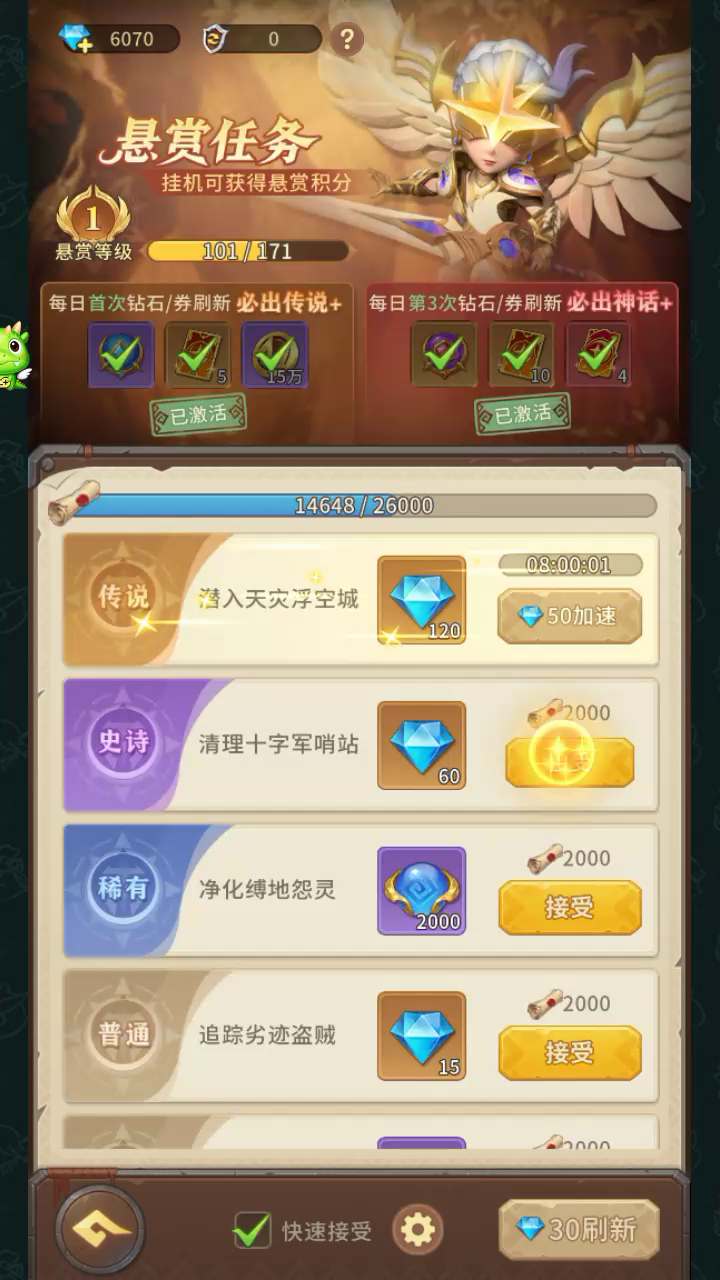 6070
0
?
悬赏任务
挂机可获得悬赏积分
1
悬赏等级
101/171
每日首次钻石/券刷新 必出传说+
5
15万
已激活
每日第3次钻石/券刷新 必出神话+
10
4
已激活
14648/26000
传说
潜入天灾浮空城
120
08:00:01
50加速
史诗
清理十字军哨站
60
2000
稀有
净化缚地怨灵
2000
2000
接受
普通
追踪劣迹盗贼
15
2000
接受
2000
快速接受
30刷新